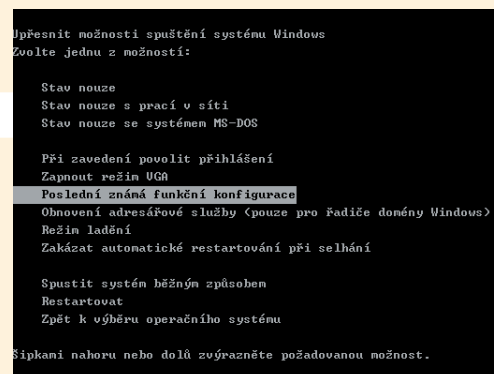 Upřesnit možnosti spuštění systému Windows
Zvolte jednu z možností:
Stav nouze
Stav nouze s prací v síti
Stav nouze se systémem MS-DOS
Při zavedení povolit přihlášení
Zapnout režim VGA
Poslední známá funkční konfigurace
Obnovení adresářové služby (pouze pro řadiče domény Windows)
Režim ladění
Zakázat automatické restartování při selhání
Spustit systém běžným způsobem
Restartovat
Zpět k výběru operačního systému
Šipkami nahoru nebo dolů zvýrazněte požadovanou možnost.